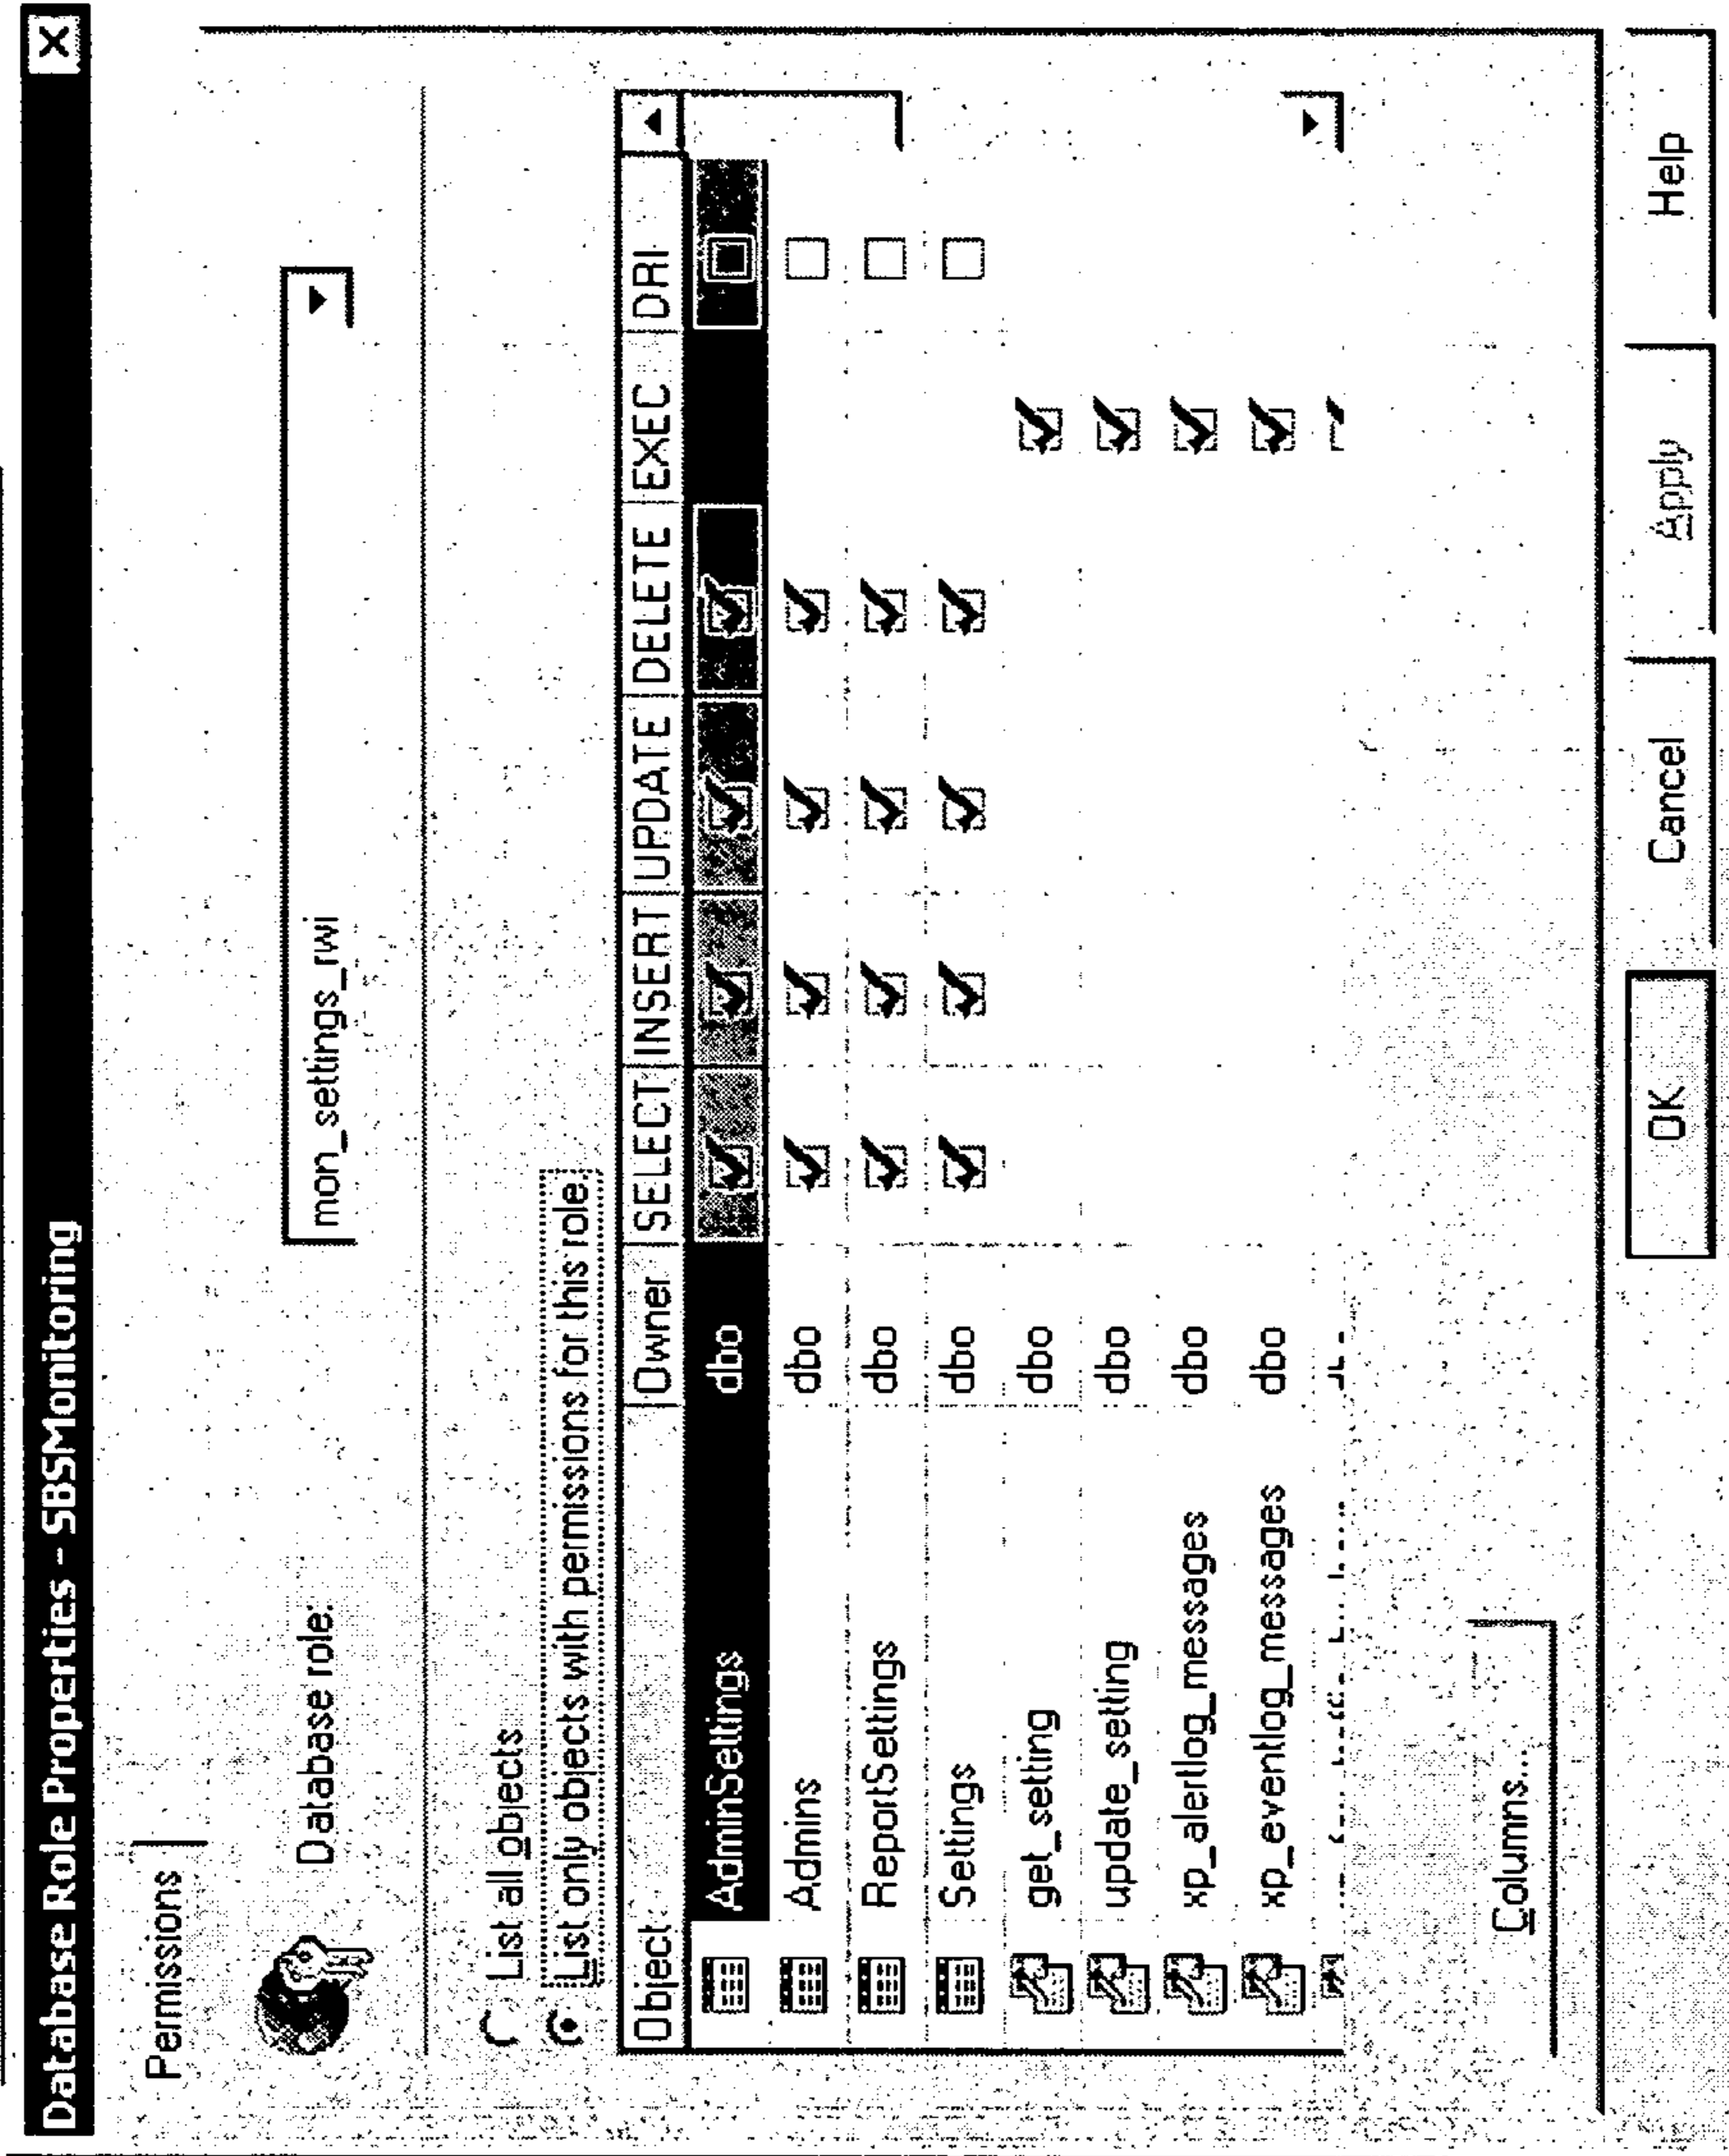 Database Role Properties - SBSMonitoring
Permissions
Database role: mon_settings_rwi
List all objects
List only objects with permissions for this role.
Object Owner SELECT INSERT UPDATE DELETE EXEC DRI
AdminSettings dbo
Admins dbo
ReportSettings dbo
Settings dbo
get_setting dbo
update_setting dbo
xp_alertlog_messages dbo
xp_eventlog_messages dbo
Columns...
OK Cancel Apply Help